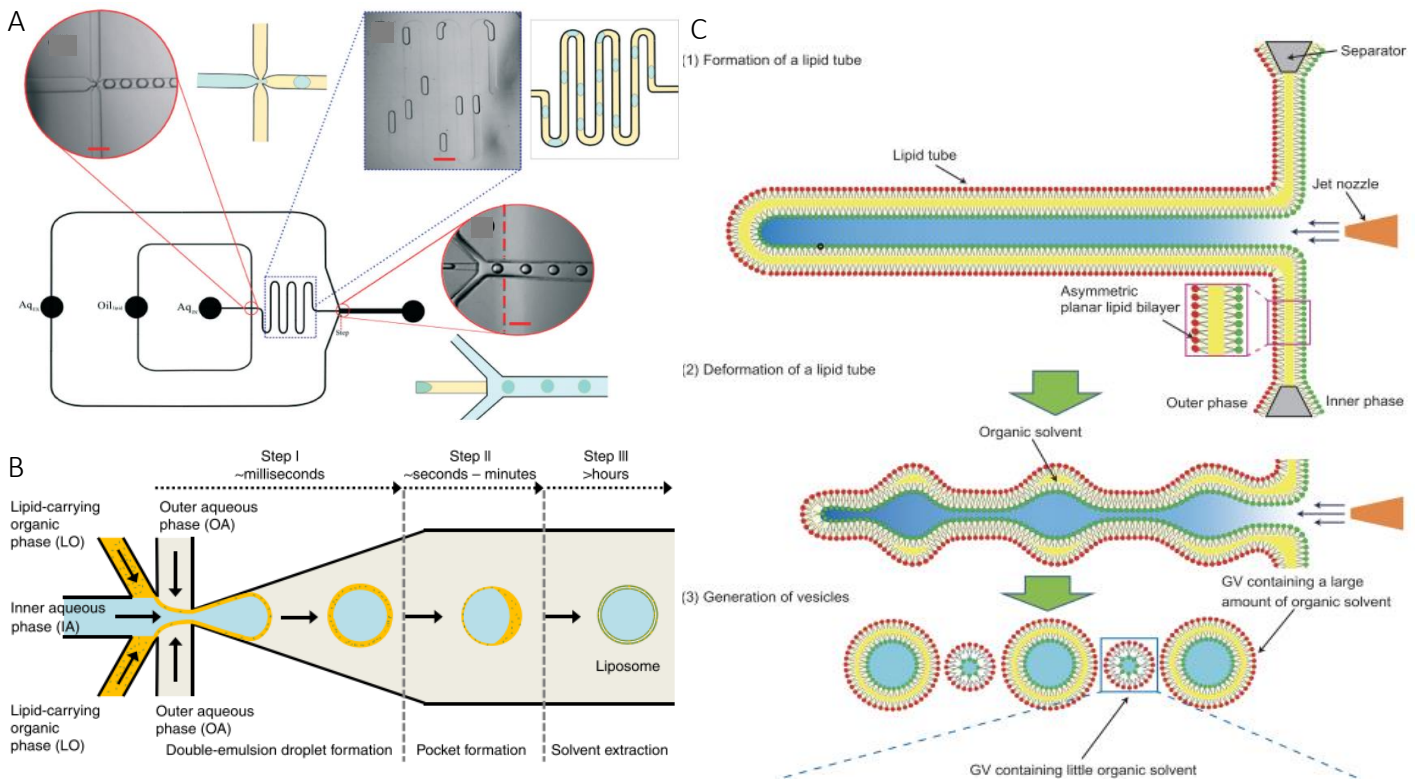 A
Aq_EX
Oil_lipid
Aq_IN
Step
B
Step I
~milliseconds
Step II
~seconds – minutes
Step III
>hours
Lipid-carrying
organic
phase (LO)
Outer aqueous
phase (OA)
Inner aqueous
phase (IA)
Liposome
Lipid-carrying
organic
phase (LO)
Outer aqueous
phase (OA)
Double-emulsion droplet formation
Pocket formation
Solvent extraction
C
(1) Formation of a lipid tube
Separator
Lipid tube
Jet nozzle
Asymmetric
planar lipid bilayer
(2) Deformation of a lipid tube
Outer phase
Inner phase
Organic solvent
(3) Generation of vesicles
GV containing a large
amount of organic solvent
GV containing little organic solvent